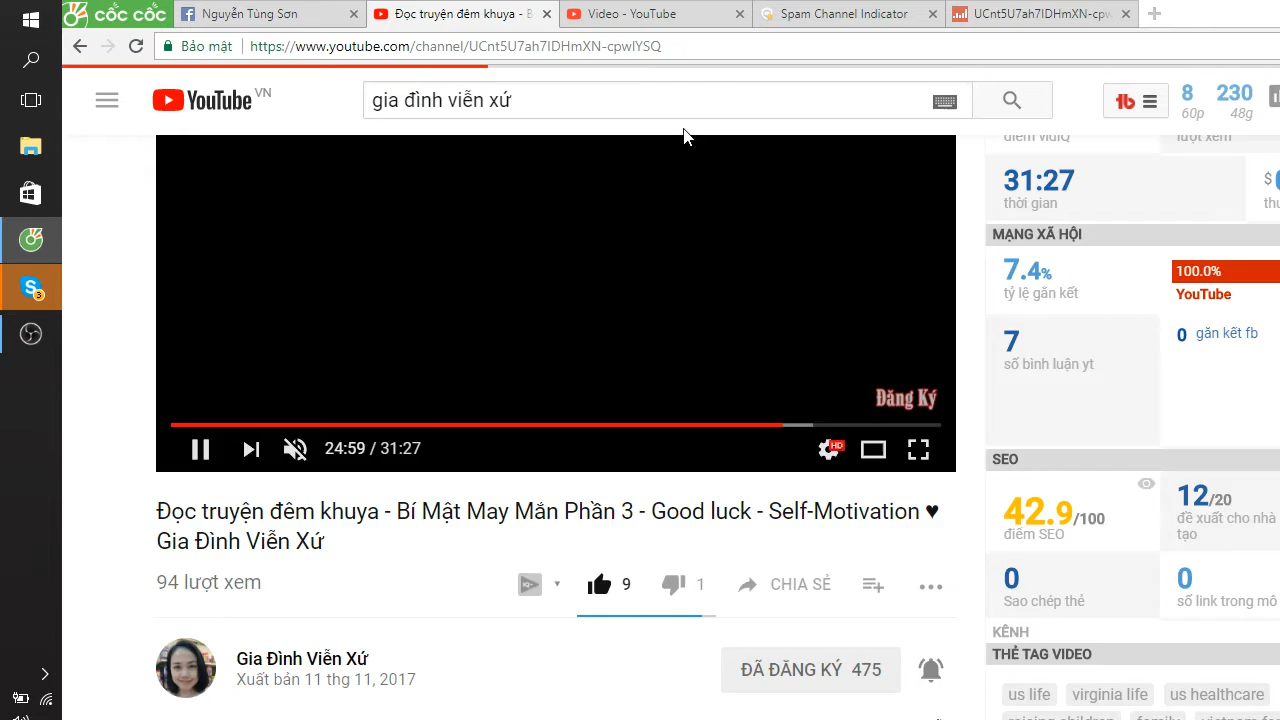 cốc cốc
Nguyễn Tùng Sơn
Đọc truyện đêm khuya - B
Video - YouTube
Spam Channel Indicator
UCnt5U7ah7IDHmXN-cpw
Bảo mật
https://www.youtube.com/channel/UCnt5U7ah7IDHmXN-cpwIYSQ
YouTube VN
gia đình viễn xứ
tb
8
60p
230
48g
điểm vidIQ
lượt xem
31:27
thời gian
$
MẠNG XÃ HỘI
7.4%
tỷ lệ gắn kết
100.0%
YouTube
7
số bình luận yt
0 gắn kết fb
Đăng Ký
24:59 / 31:27
HD
SEO
42.9/100
điểm SEO
12/20
đề xuất cho nhà
tạo
Đọc truyện đêm khuya - Bí Mật May Mắn Phần 3 - Good luck - Self-Motivation ♥
Gia Đình Viễn Xứ
94 lượt xem
9
1
CHIA SẺ
0
Sao chép thẻ
0
số link trong mô
KÊNH
THẺ TAG VIDEO
Gia Đình Viễn Xứ
Xuất bản 11 thg 11, 2017
ĐÃ ĐĂNG KÝ 475
us life
virginia life
us healthcare
raising children
family
S
3